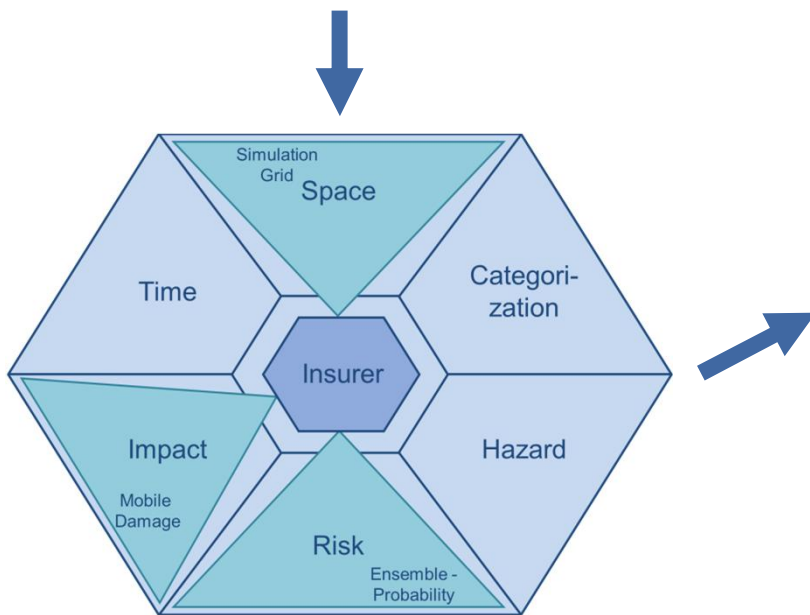 Simulation
Grid
Space
Time
Categori-
zation
Insurer
Impact
Mobile
Damage
Hazard
Risk
Ensemble -
Probability